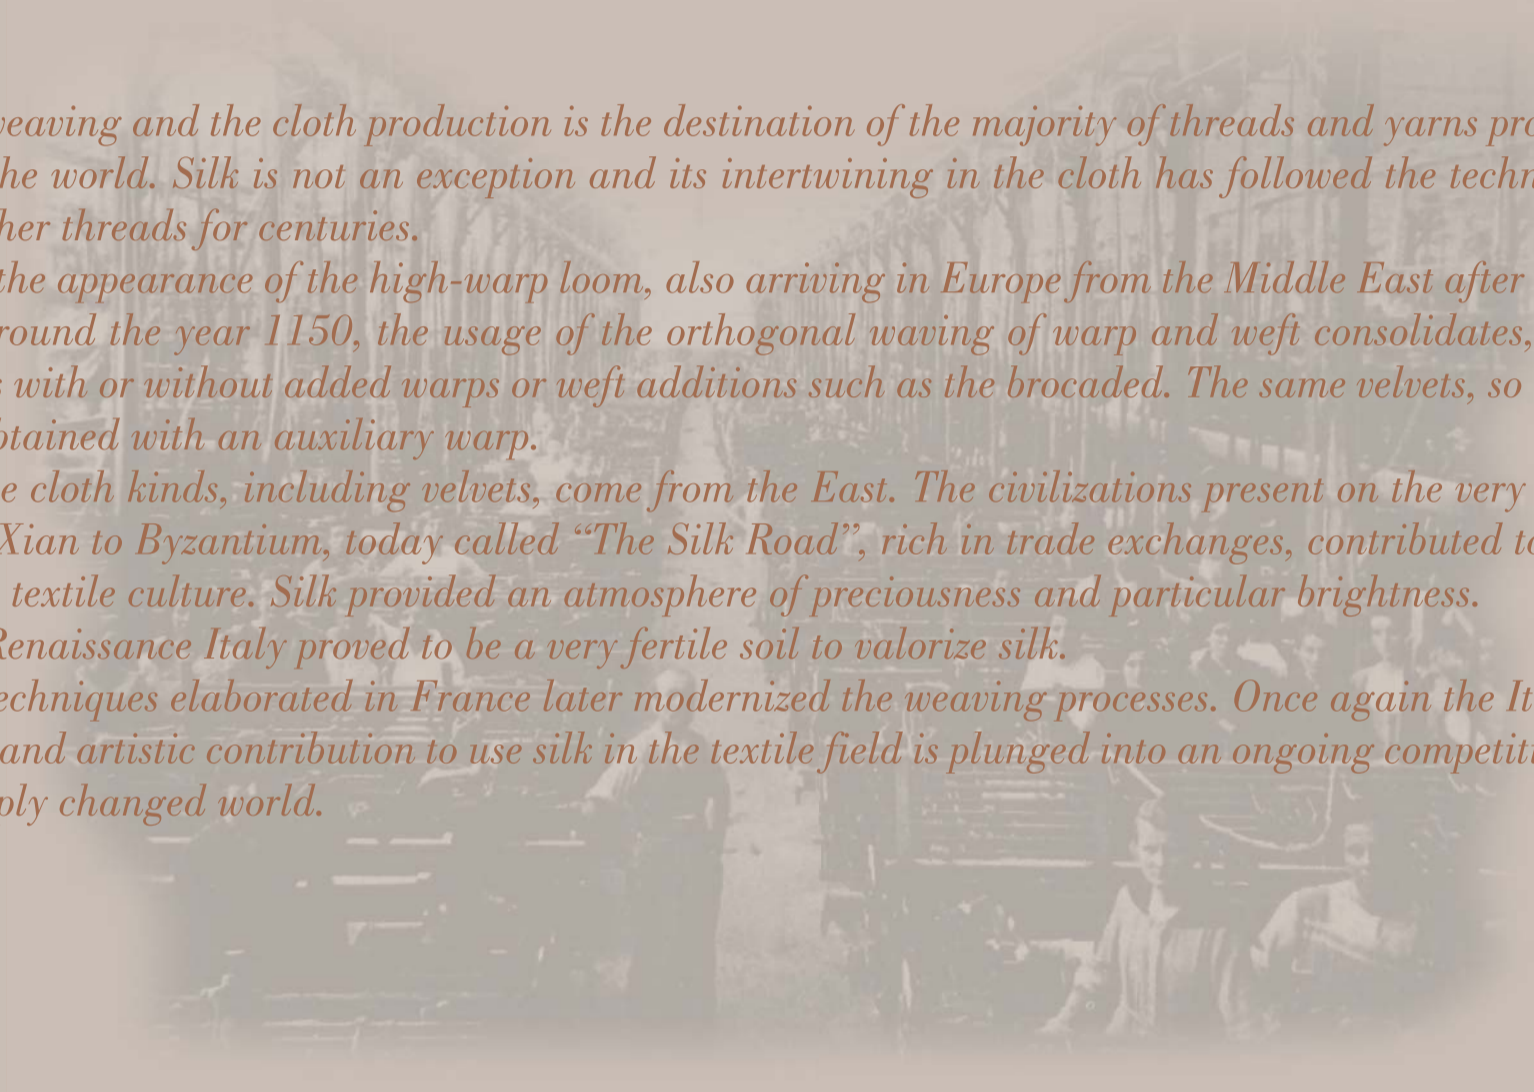 weaving and the cloth production is the destination of the majority of threads and yarns pro
he world. Silk is not an exception and its intertwining in the cloth has followed the techn
her threads for centuries.
the appearance of the high-warp loom, also arriving in Europe from the Middle East after
round the year 1150, the usage of the orthogonal waving of warp and weft consolidates,
s with or without added warps or weft additions such as the brocaded. The same velvets, so
btained with an auxiliary warp.
e cloth kinds, including velvets, come from the East. The civilizations present on the very
Xian to Byzantium, today called “The Silk Road”, rich in trade exchanges, contributed to
textile culture. Silk provided an atmosphere of preciousness and particular brightness.
Renaissance Italy proved to be a very fertile soil to valorize silk.
echniques elaborated in France later modernized the weaving processes. Once again the It
and artistic contribution to use silk in the textile field is plunged into an ongoing competiti
ply changed world.